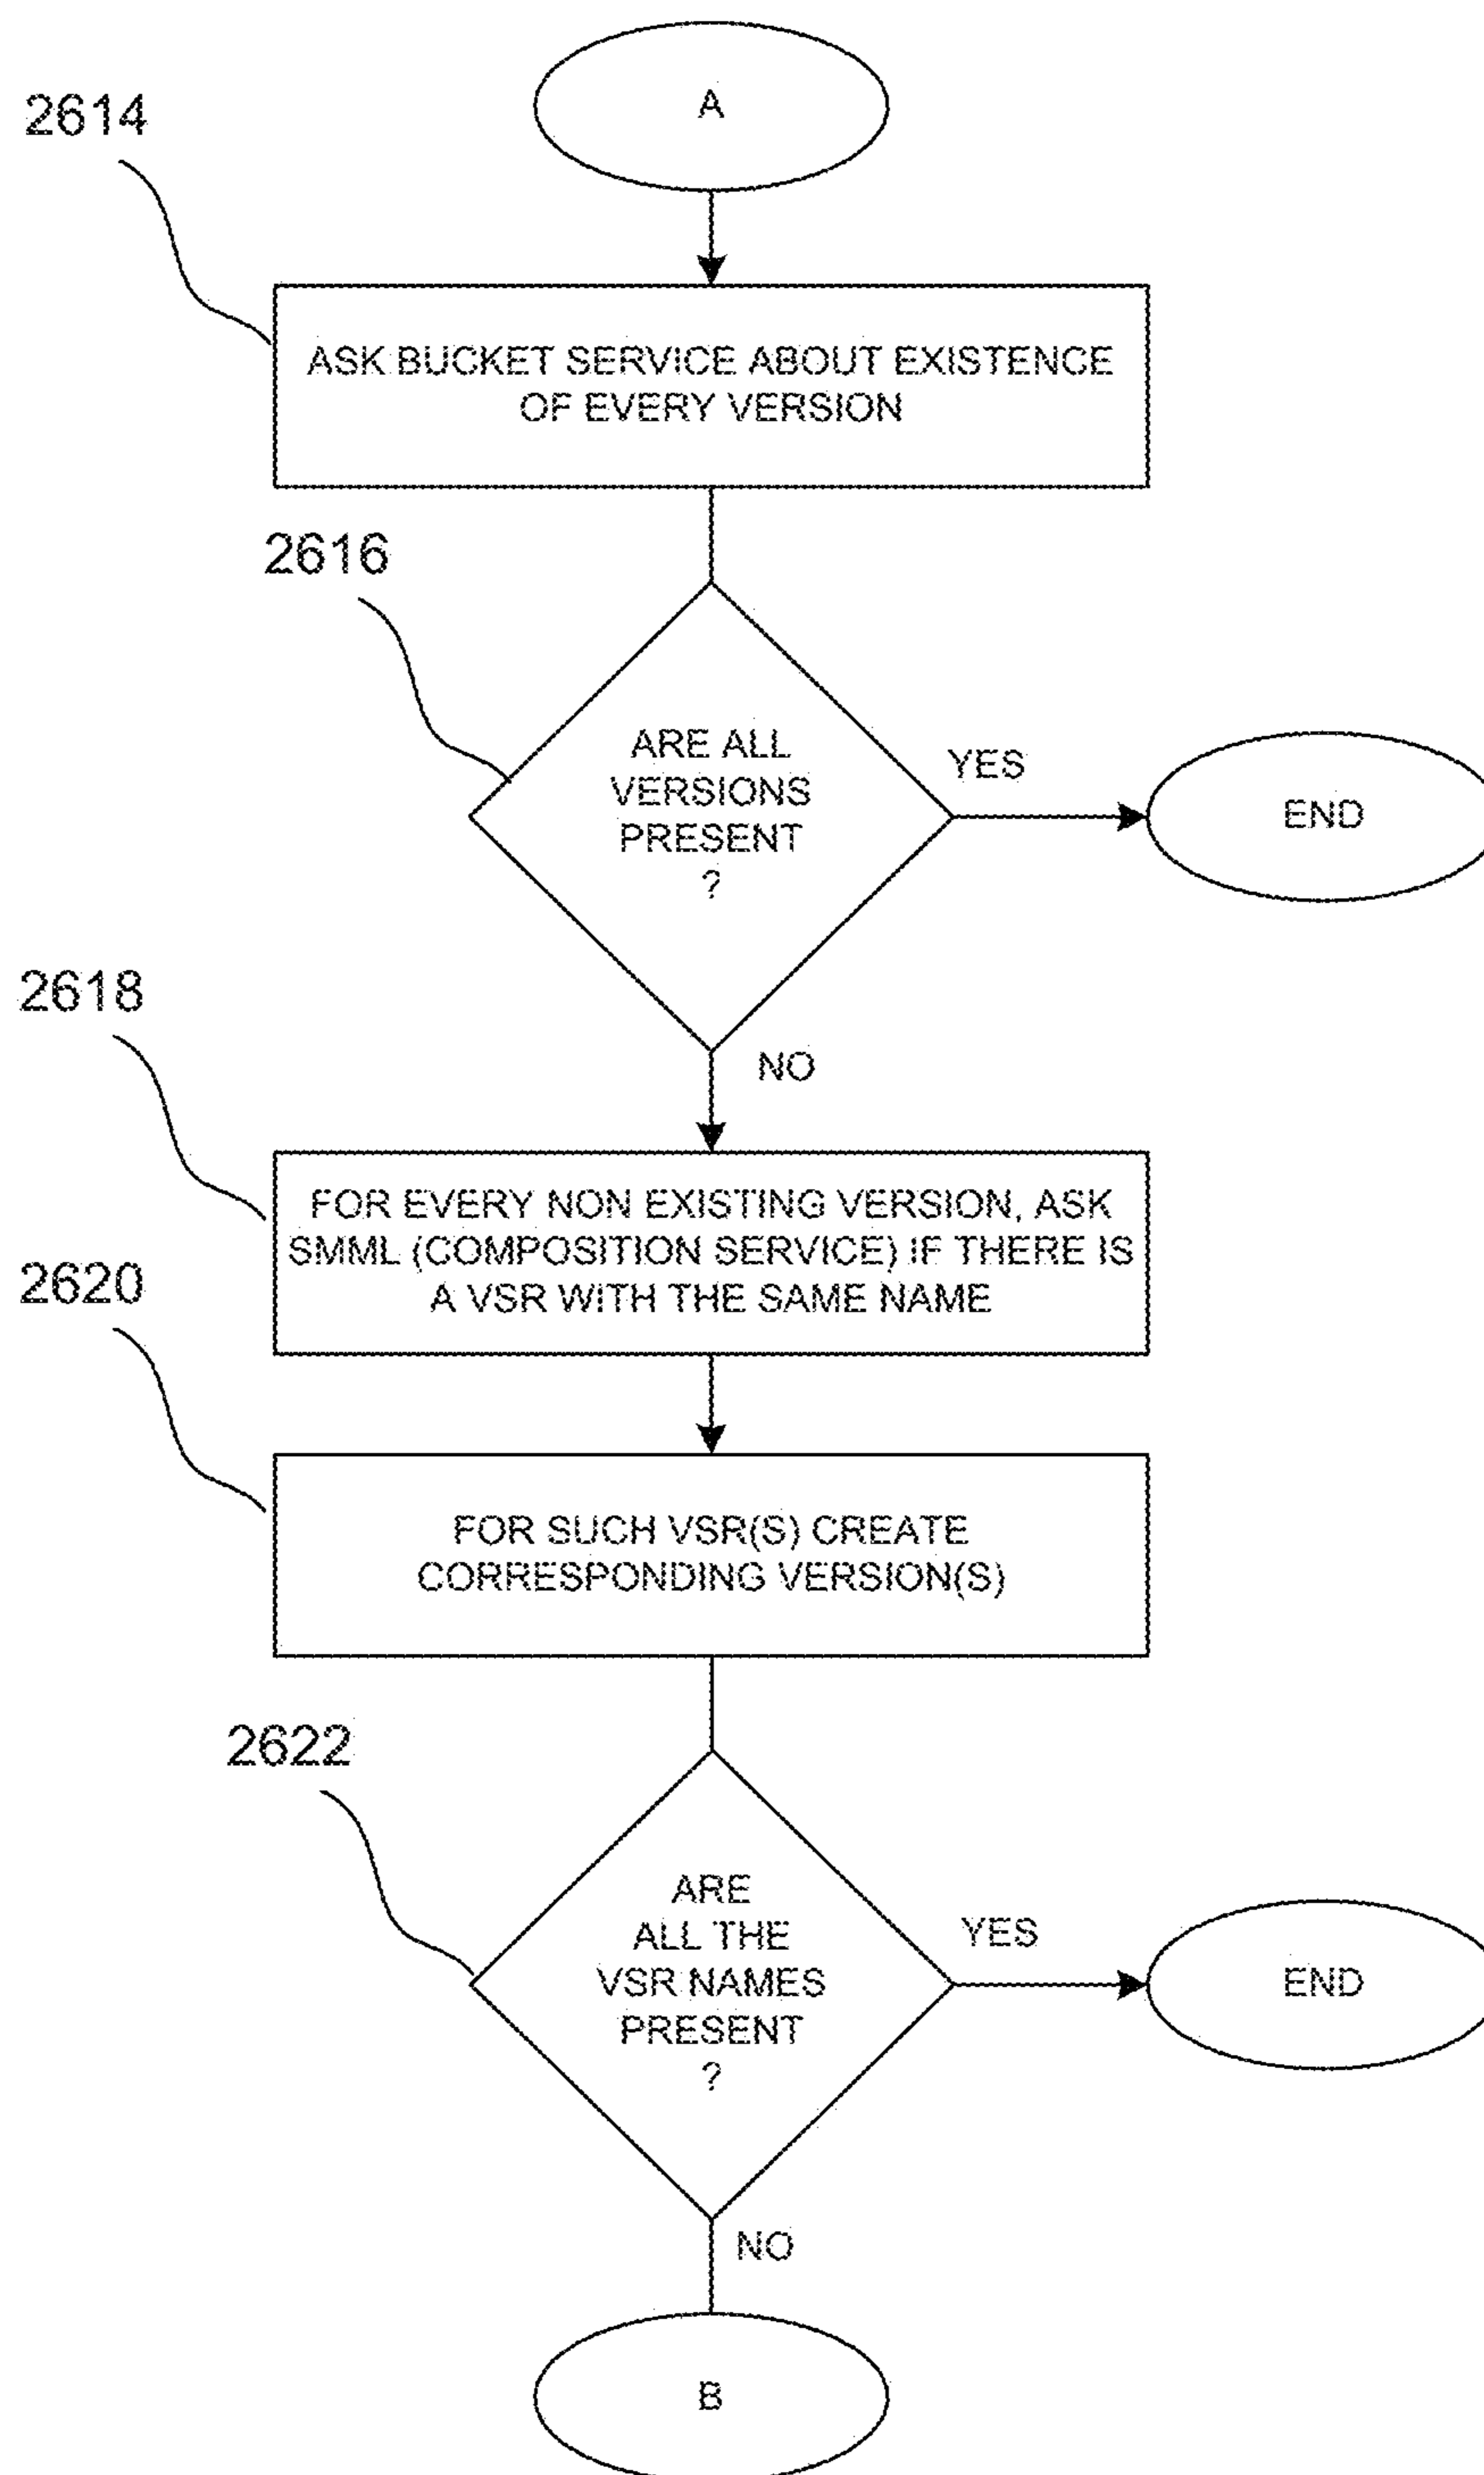 A
2614
ASK BUCKET SERVICE ABOUT EXISTENCE
OF EVERY VERSION
2616
ARE ALL
VERSIONS
PRESENT
?
YES
END
NO
2618
FOR EVERY NON EXISTING VERSION, ASK
SMML (COMPOSITION SERVICE) IF THERE IS
A VSR WITH THE SAME NAME
2620
FOR SUCH VSR(S) CREATE
CORRESPONDING VERSION(S)
2622
ARE
ALL THE
VSR NAMES
PRESENT
?
YES
END
NO
B